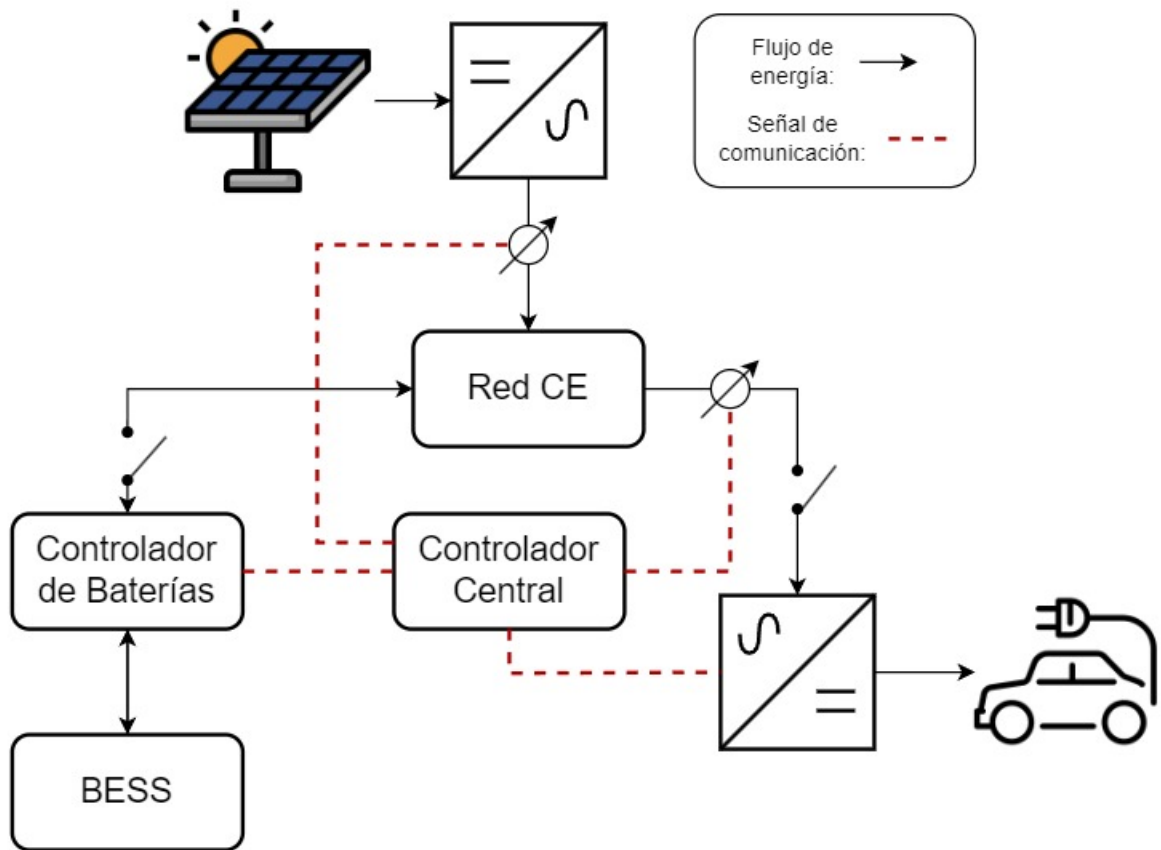 Flujo de
energía:
Señal de
comunicación:
Red CE
Controlador
de Baterías
Controlador
Central
BESS